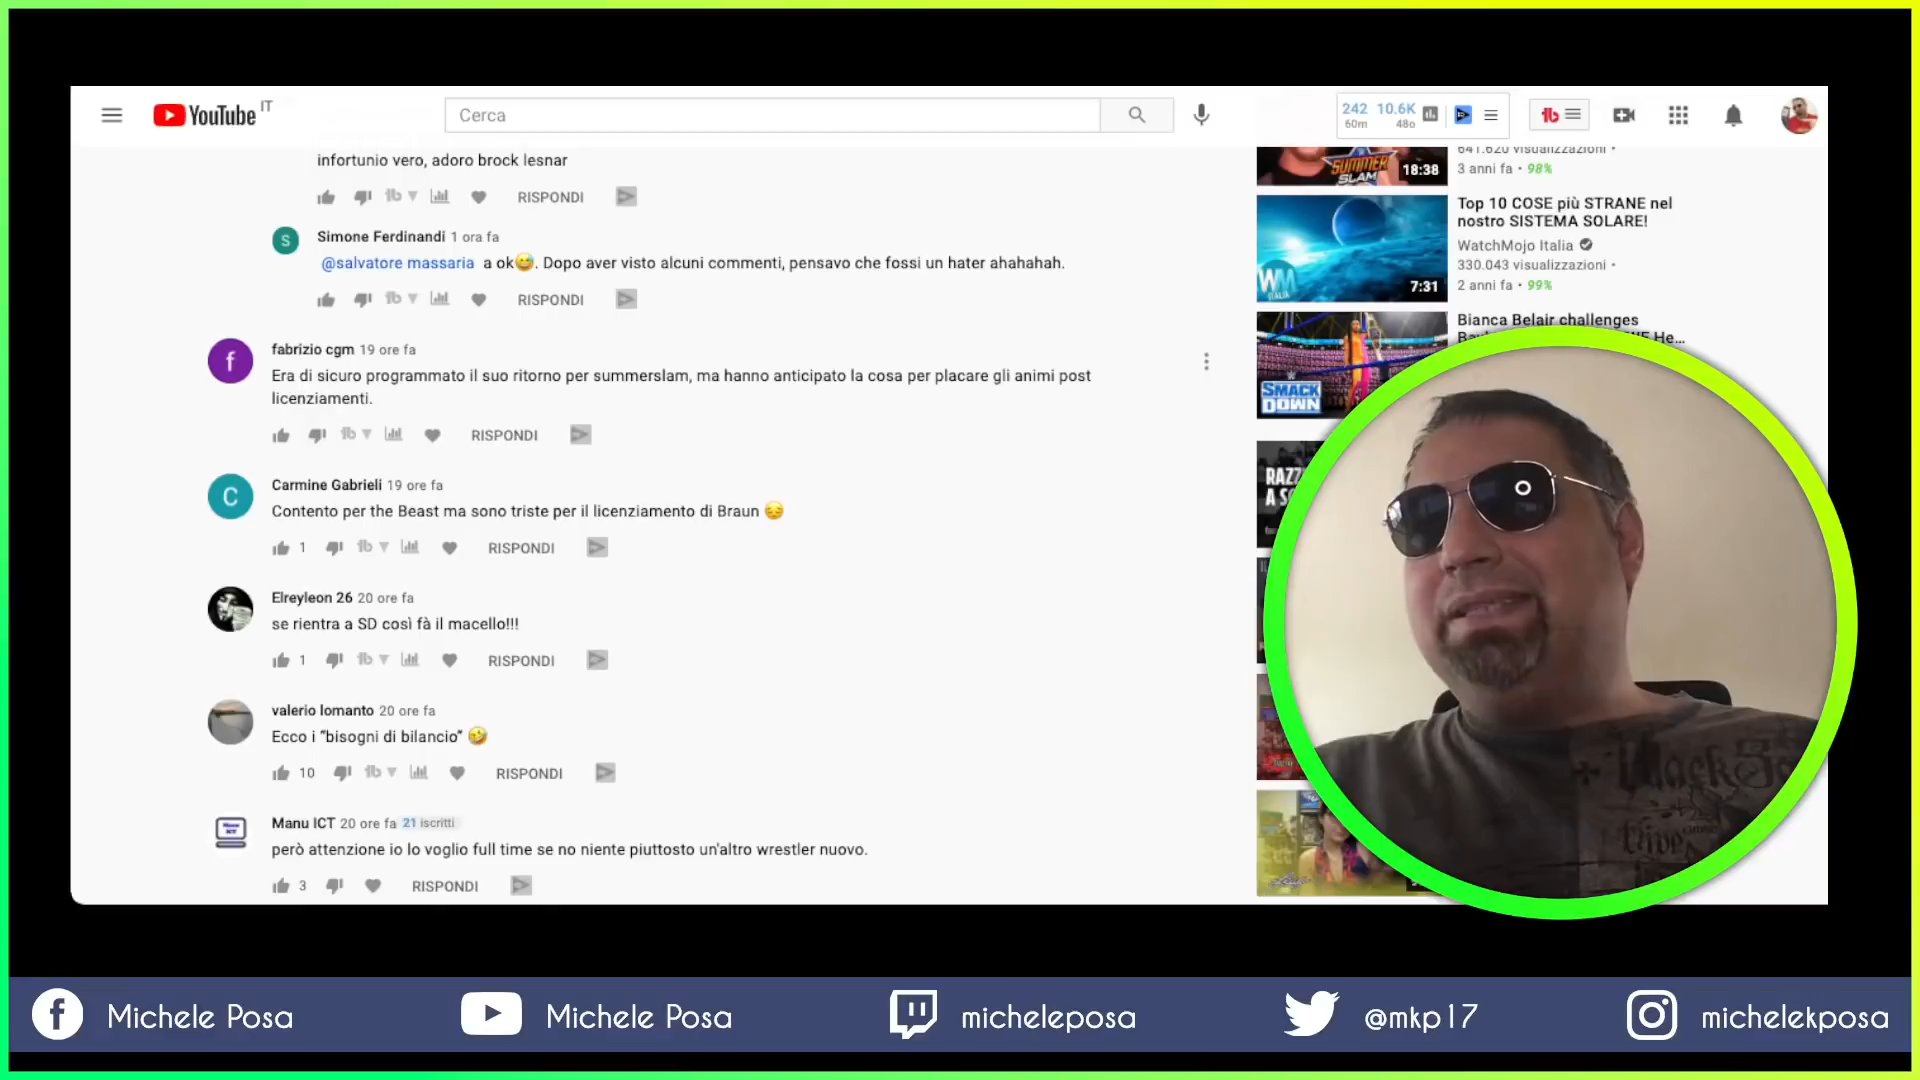 YouTube IT
Cerca
242 10.6K
60m 48o
infortunio vero, adoro brock lesnar
RISPONDI
Simone Ferdinandi 1 ora fa
@salvatore massaria a ok😅. Dopo aver visto alcuni commenti, pensavo che fossi un hater ahahahah.
RISPONDI
fabrizio cgm 19 ore fa
Era di sicuro programmato il suo ritorno per summerslam, ma hanno anticipato la cosa per placare gli animi post
licenziamenti.
RISPONDI
Carmine Gabrieli 19 ore fa
Contento per the Beast ma sono triste per il licenziamento di Braun 😔
1 RISPONDI
Elreyleon 26 20 ore fa
se rientra a SD così fà il macello!!!
1 RISPONDI
valerio lomanto 20 ore fa
Ecco i “bisogni di bilancio” 🤣
10 RISPONDI
Manu ICT 20 ore fa 21 iscritti
però attenzione io lo voglio full time se no niente piuttosto un'altro wrestler nuovo.
3 RISPONDI
SUMMER
SLAM
18:38
641.620 visualizzazioni •
3 anni fa • 98%
WM
ITALIA
7:31
Top 10 COSE più STRANE nel
nostro SISTEMA SOLARE!
WatchMojo Italia
330.043 visualizzazioni •
2 anni fa • 99%
SMACK
DOWN
Bianca Belair challenges
Michele Posa
Michele Posa
micheleposa
@mkp17
michelekposa